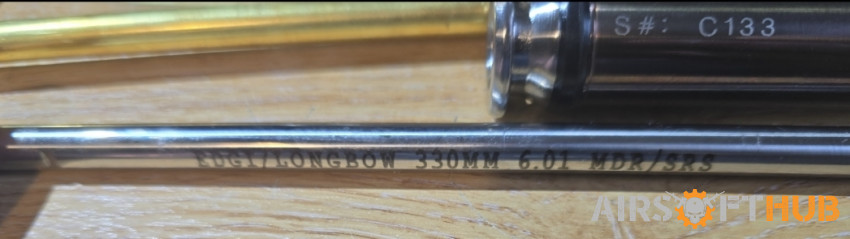 S#: C133
EDGI/LONGBOW 330MM 6.01 MDR/SRS
AIRSOFTHUB